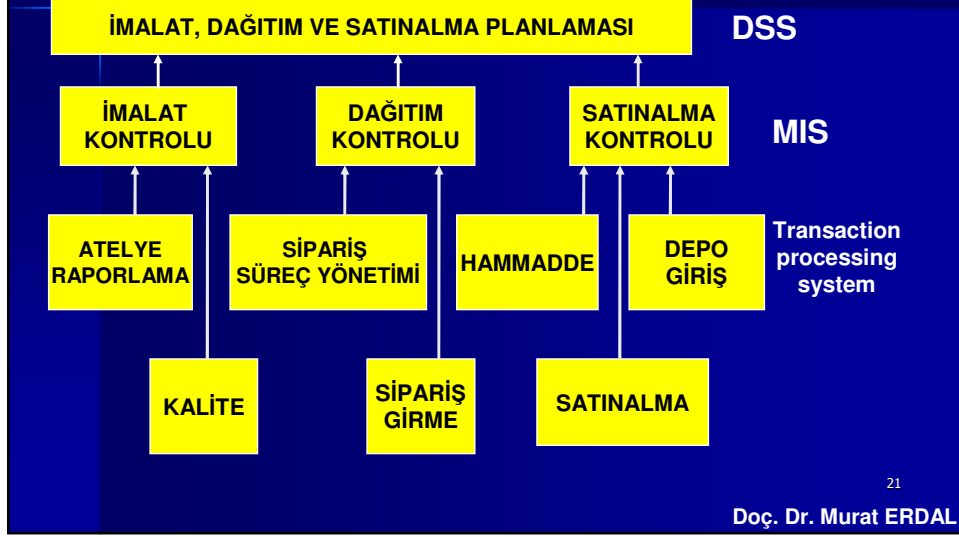 İMALAT, DAĞITIM VE SATINALMA PLANLAMASI
DSS
İMALAT
KONTROLU
DAĞITIM
KONTROLU
SATINALMA
KONTROLU
MIS
ATELYE
RAPORLAMA
SİPARİŞ
SÜREÇ YÖNETİMİ
HAMMADDE
DEPO
GİRİŞ
Transaction
processing
system
KALİTE
SİPARİŞ
GİRME
SATINALMA
21
Doç. Dr. Murat ERDAL